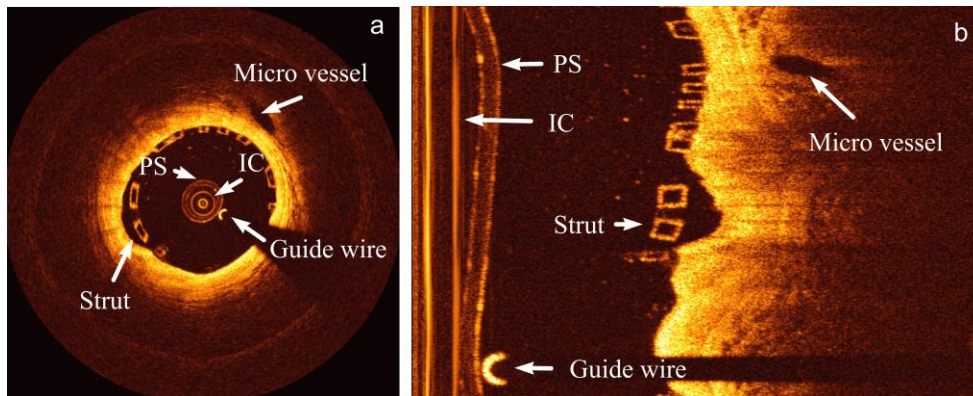 a
Micro vessel
PS
IC
Guide wire
Strut
b
PS
IC
Micro vessel
Strut
Guide wire